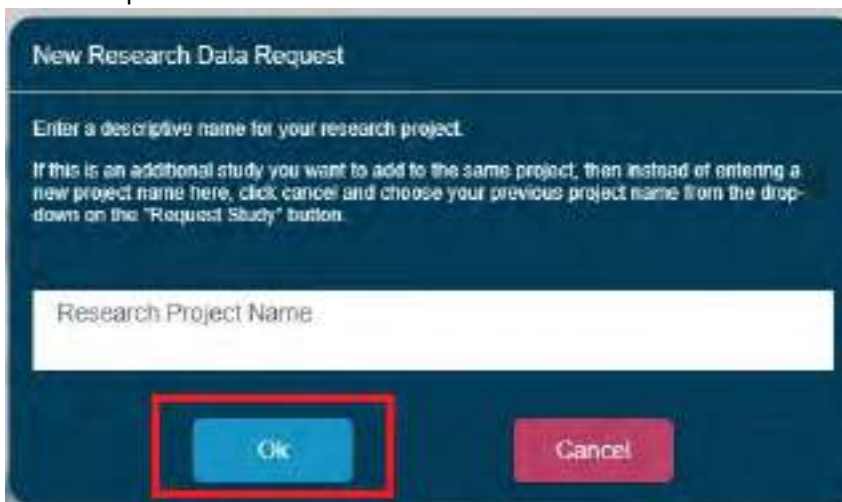 New Research Data Request
Enter a descriptive name for your research project.
If this is an additional study you want to add to the same project, then instead of entering a
new project name here, click cancel and choose your previous project name from the drop-
down on the "Request Study" button.
Research Project Name
Ok
Cancel